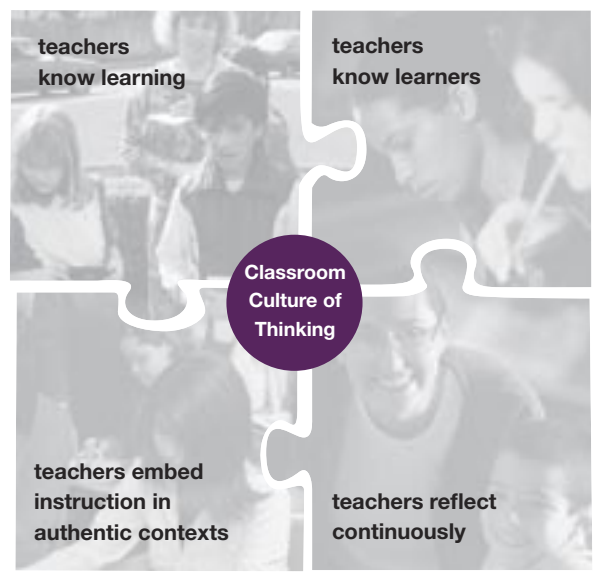 teachers
know learning
teachers
know learners
Classroom
Culture of
Thinking
teachers embed
instruction in
authentic contexts
teachers reflect
continuously